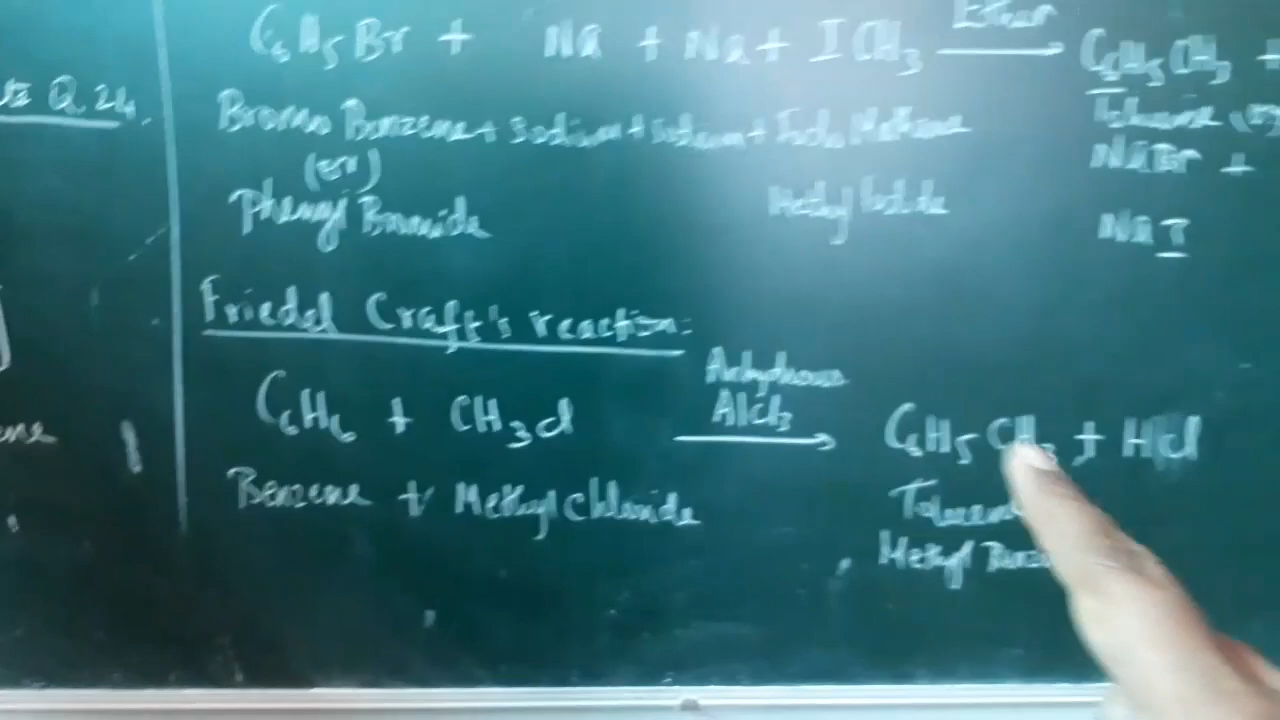 Q 24.
C6H5Br + Na + Na + ICH3 Ether C6H5CH3 +
Bromo Benzene + Sodium + Sodium + Iodo Methane Toluene (or)
(or) NaBr +
Phenyl Bromide Methyl Iodide NaI
Friedel Craft's reaction:
Anhydrous
AlCl3
C6H6 + CH3Cl C6H5CH3 + HCl
Benzene + Methyl chloride Toluene
Methyl